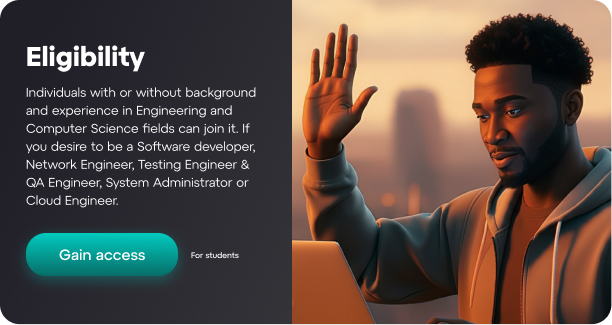 Eligibility
Individuals with or without background
and experience in Engineering and
Computer Science fields can join it. If
you desire to be a Software developer,
Network Engineer, Testing Engineer &
QA Engineer, System Administrator or
Cloud Engineer.
Gain access
For students